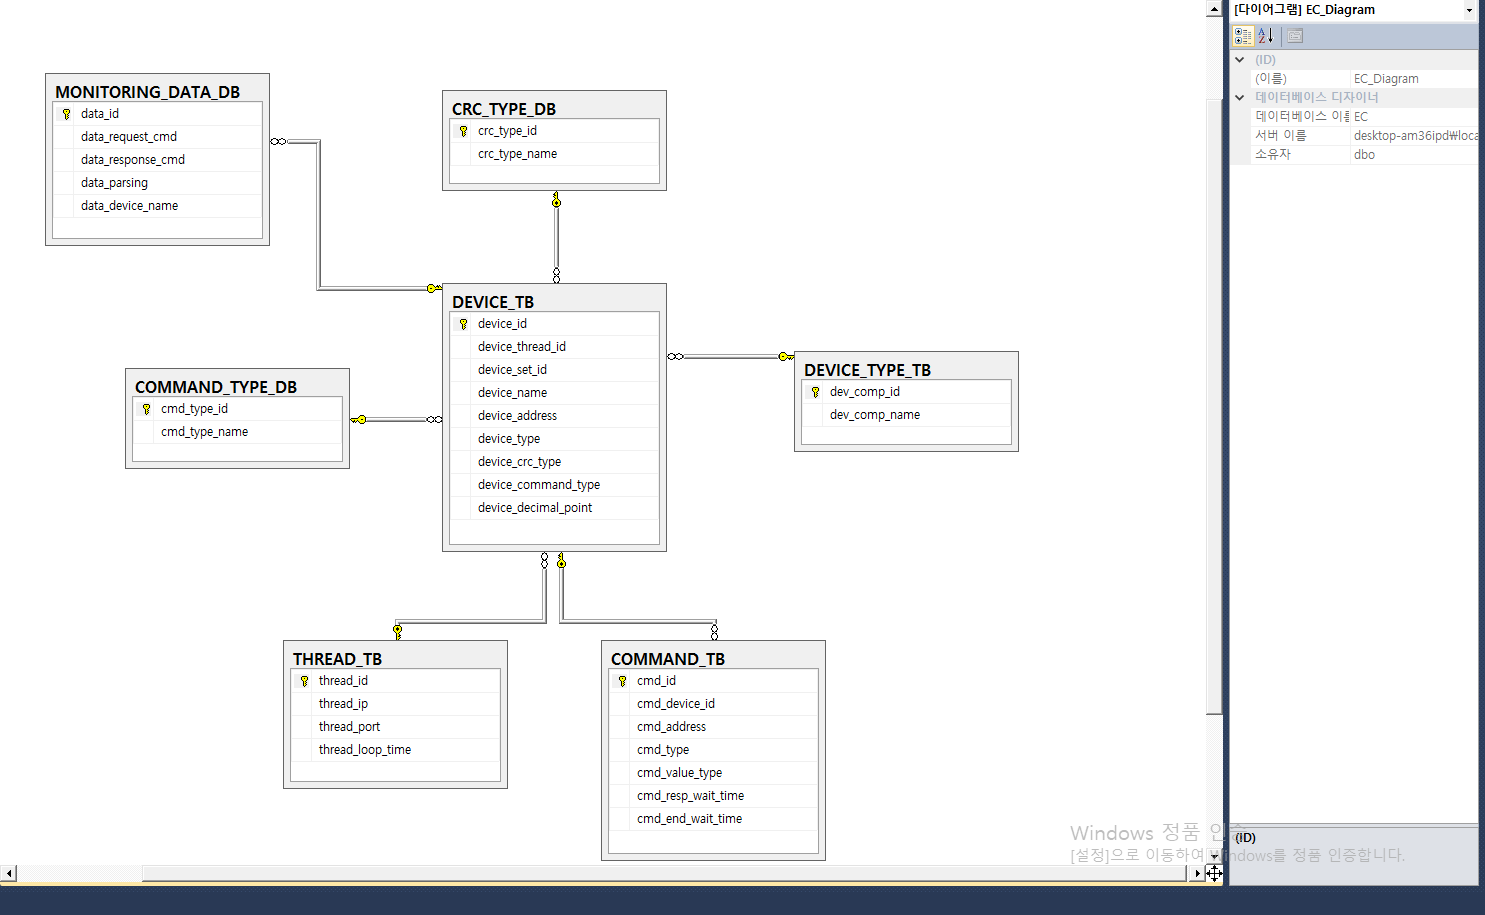 [다이어그램] EC_Diagram
(ID)
(이름) EC_Diagram
데이터베이스 디자이너
데이터베이스 이름 EC
서버 이름 desktop-am36ipd₩loca
소유자 dbo
MONITORING_DATA_DB
data_id
data_request_cmd
data_response_cmd
data_parsing
data_device_name
CRC_TYPE_DB
crc_type_id
crc_type_name
DEVICE_TB
device_id
device_thread_id
device_set_id
device_name
device_address
device_type
device_crc_type
device_command_type
device_decimal_point
DEVICE_TYPE_TB
dev_comp_id
dev_comp_name
COMMAND_TYPE_DB
cmd_type_id
cmd_type_name
THREAD_TB
thread_id
thread_ip
thread_port
thread_loop_time
COMMAND_TB
cmd_id
cmd_device_id
cmd_address
cmd_type
cmd_value_type
cmd_resp_wait_time
cmd_end_wait_time
(ID)
Windows 정품 인증
[설정]으로 이동하여 Windows를 정품 인증합니다.